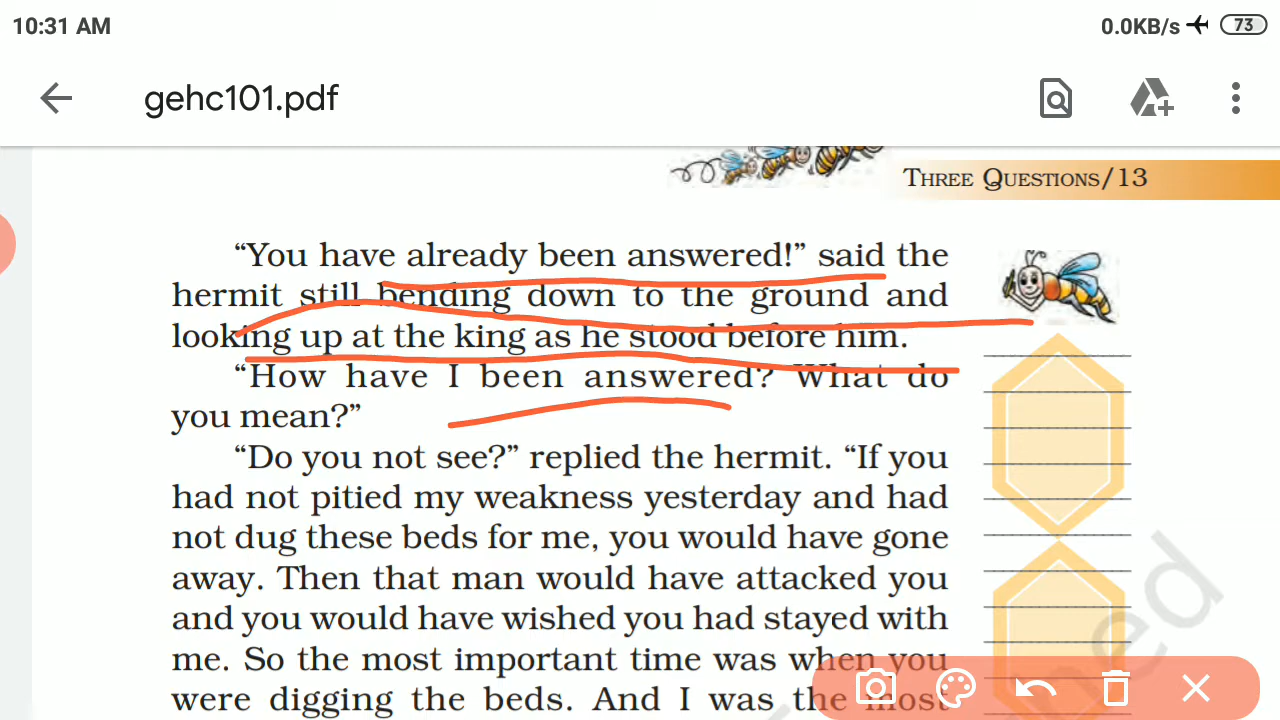 10:31 AM
0.0KB/s 73
gehc101.pdf
THREE QUESTIONS/13
“You have already been answered!” said the
hermit still bending down to the ground and
looking up at the king as he stood before him.
“How have I been answered? What do
you mean?”
“Do you not see?” replied the hermit. “If you
had not pitied my weakness yesterday and had
not dug these beds for me, you would have gone
away. Then that man would have attacked you
and you would have wished you had stayed with
me. So the most important time was when you
were digging the beds. And I was the most